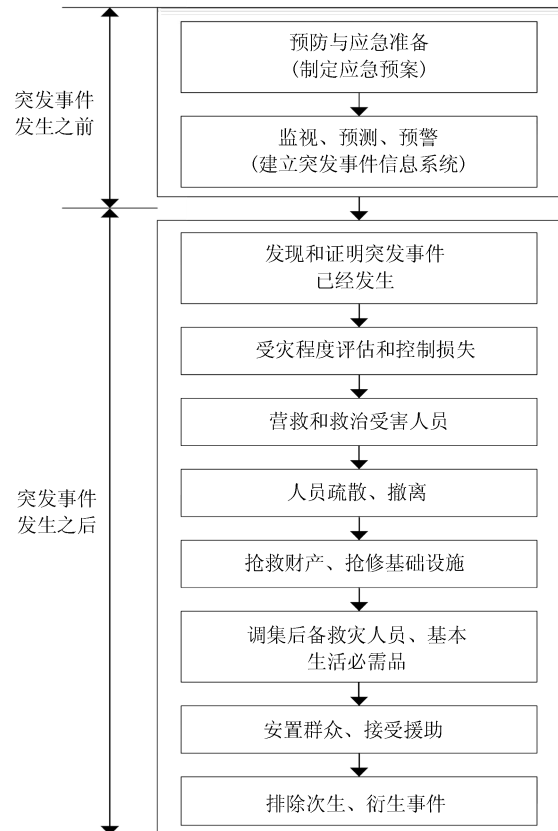 突发事件
发生之前
预防与应急准备
(制定应急预案)
监视、预测、预警
(建立突发事件信息系统)
突发事件
发生之后
发现和证明突发事件
已经发生
受灾程度评估和控制损失
营救和救治受害人员
人员疏散、撤离
抢救财产、抢修基础设施
调集后备救灾人员、基本
生活必需品
安置群众、接受援助
排除次生、衍生事件